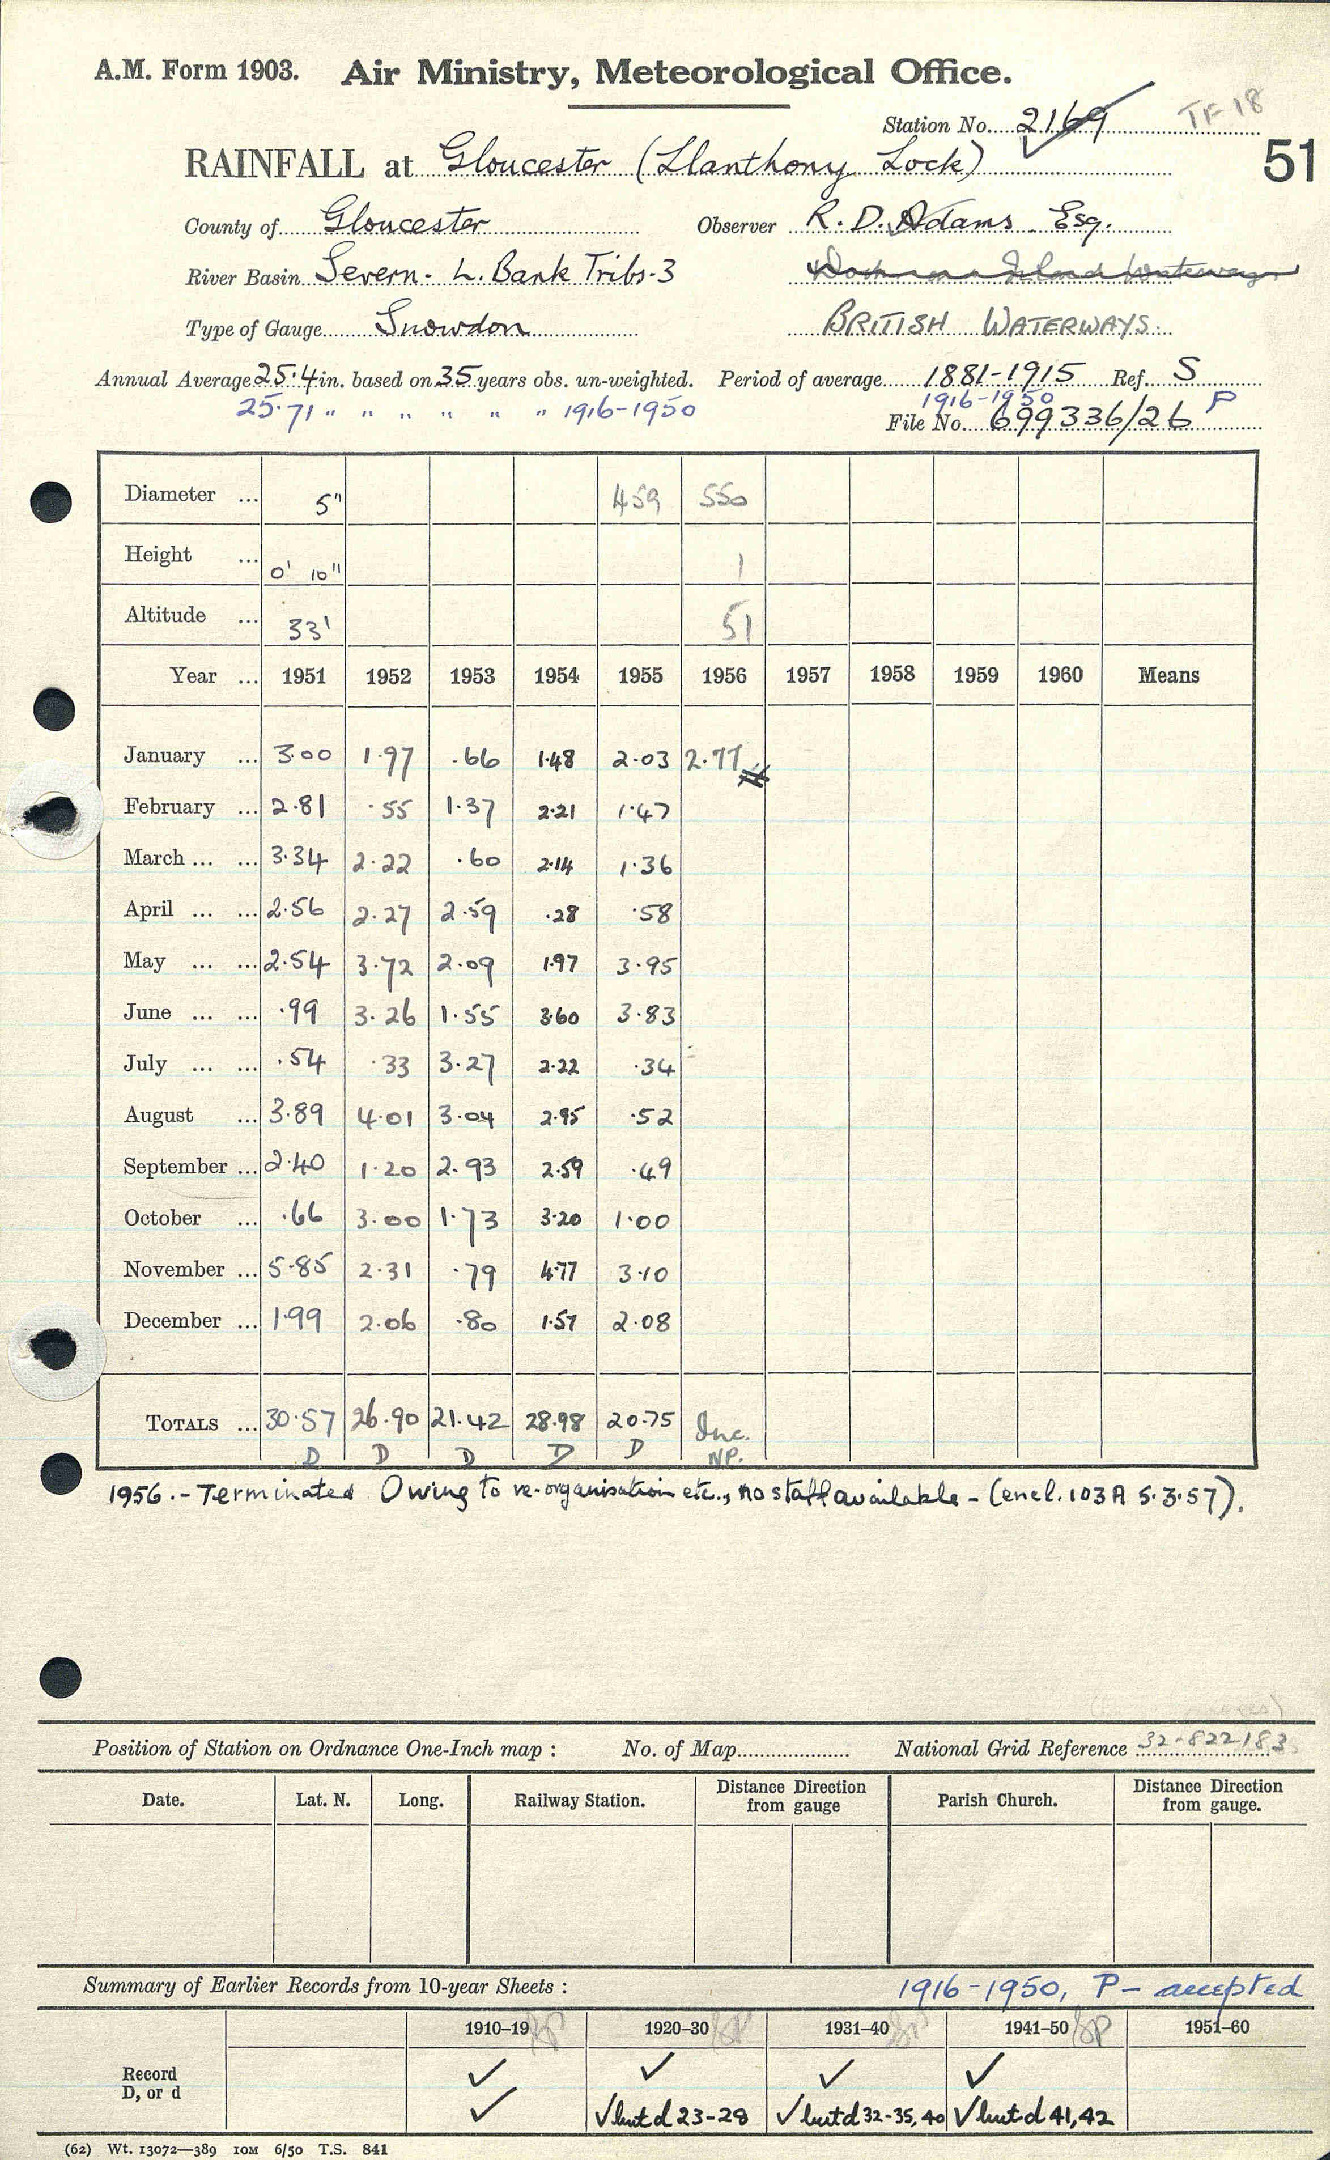 A.M. Form 1903. Air Ministry, Meteorological Office.
Station No. 2169 TF 18
RAINFALL at Gloucester (Llanthony Lock) 51
County of Gloucester Observer R. D. Adams Esq.
River Basin Severn - L. Bank Tribs - 3 Inland Waterways
Type of Gauge Snowdon BRITISH WATERWAYS.
Annual Average 25.4 in. based on 35 years obs. un-weighted. Period of average 1881-1915 Ref. S
25.71 " " " " " " 1916-1950 1916-1950 P
File No. 699336/26
Diameter ... 5" 459 550
Height ... 0' 10" 1
Altitude ... 33' 51
Year ... 1951 1952 1953 1954 1955 1956 1957 1958 1959 1960 Means
January ... 3.00 1.97 .66 1.48 2.03 2.77
February ... 2.81 .55 1.37 2.21 1.47
March ... ... 3.34 2.22 .60 2.14 1.36
April ... ... 2.56 2.27 2.59 .28 .58
May ... ... 2.54 3.72 2.09 1.97 3.95
June ... ... .99 3.26 1.55 3.60 3.83
July ... ... .54 .33 3.27 2.22 .34
August ... 3.89 4.01 3.04 2.95 .52
September ... 2.40 1.20 2.93 2.59 .49
October ... .66 3.00 1.73 3.20 1.00
November ... 5.85 2.31 .79 4.77 3.10
December ... 1.99 2.06 .80 1.57 2.08
TOTALS ... 30.57 26.90 21.42 28.98 20.75 Inc.
D D D D D NP.
1956. - Terminated Owing to re-organisation etc., no staff available - (encl. 103A 5.3.57).
Position of Station on Ordnance One-Inch map : No. of Map National Grid Reference 32-822183
Date. Lat. N. Long. Railway Station. Distance Direction from gauge Parish Church. Distance Direction from gauge.
Summary of Earlier Records from 10-year Sheets : 1916-1950, P - accepted
1910–19 1920–30 1931–40 1941–50 1951–60
Record ✓ ✓ ✓ ✓
D, or d ✓ ✓ but d 23-28 ✓ but d 32-35, 40 ✓ but d 41, 42
(62) Wt. 13072—389 10M 6/50 T.S. 841